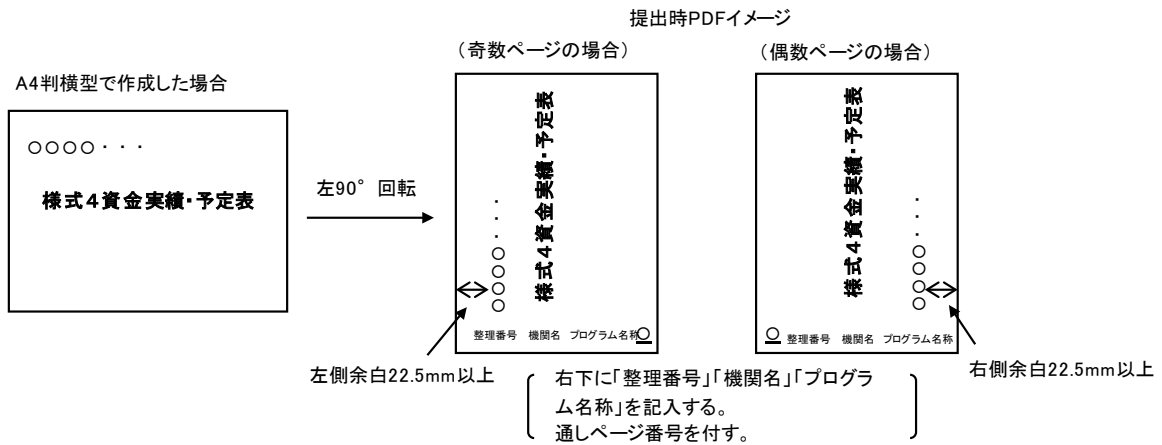 提出時PDFイメージ
(奇数ページの場合)
(偶数ページの場合)
A4判横型で作成した場合
○○○○・・・
様式4資金実績・予定表
左90°回転
様式4資金実績・予定表
○○○○・・・
整理番号 機関名 プログラム名称○
左側余白22.5mm以上
様式4資金実績・予定表
○○○○・・・
○ 整理番号 機関名 プログラム名称
右側余白22.5mm以上
右下に「整理番号」「機関名」「プログラ
ム名称」を記入する。
通しページ番号を付す。